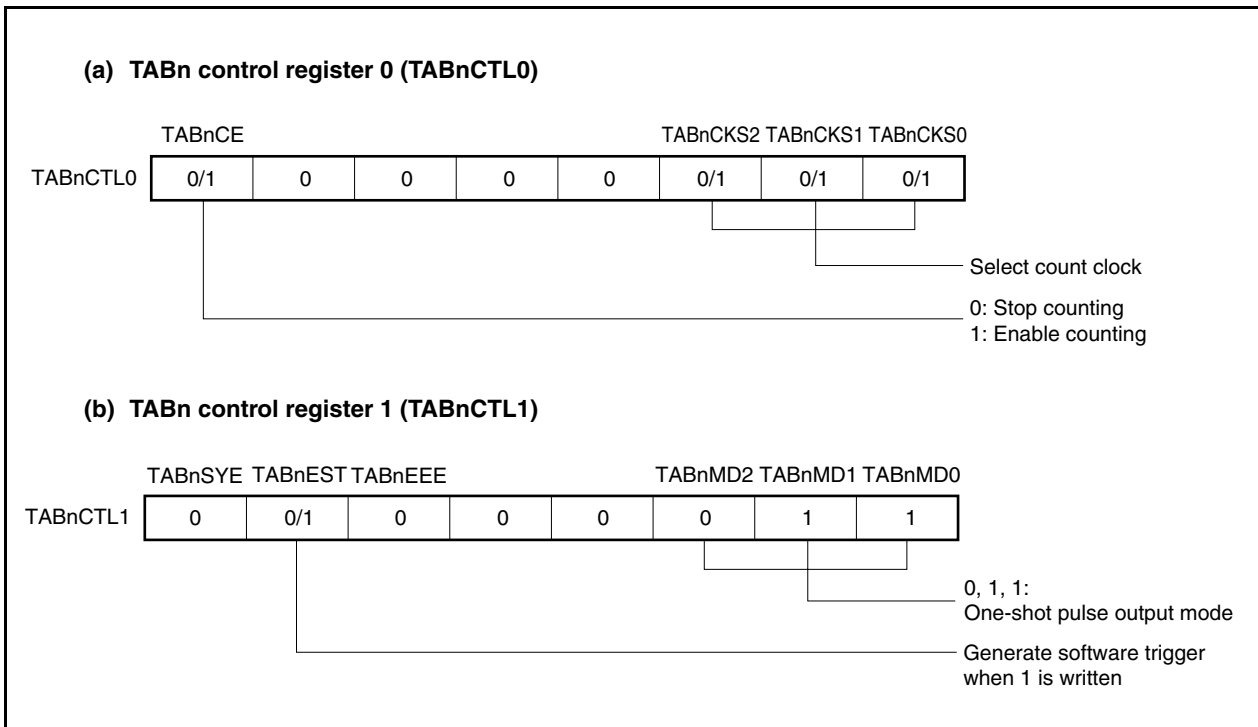 (a) TABn control register 0 (TABnCTL0)
TABnCE TABnCKS2 TABnCKS1 TABnCKS0
TABnCTL0 0/1 0 0 0 0 0/1 0/1 0/1
Select count clock
0: Stop counting
1: Enable counting
(b) TABn control register 1 (TABnCTL1)
TABnSYE TABnEST TABnEEE TABnMD2 TABnMD1 TABnMD0
TABnCTL1 0 0/1 0 0 0 0 1 1
0, 1, 1:
One-shot pulse output mode
Generate software trigger
when 1 is written